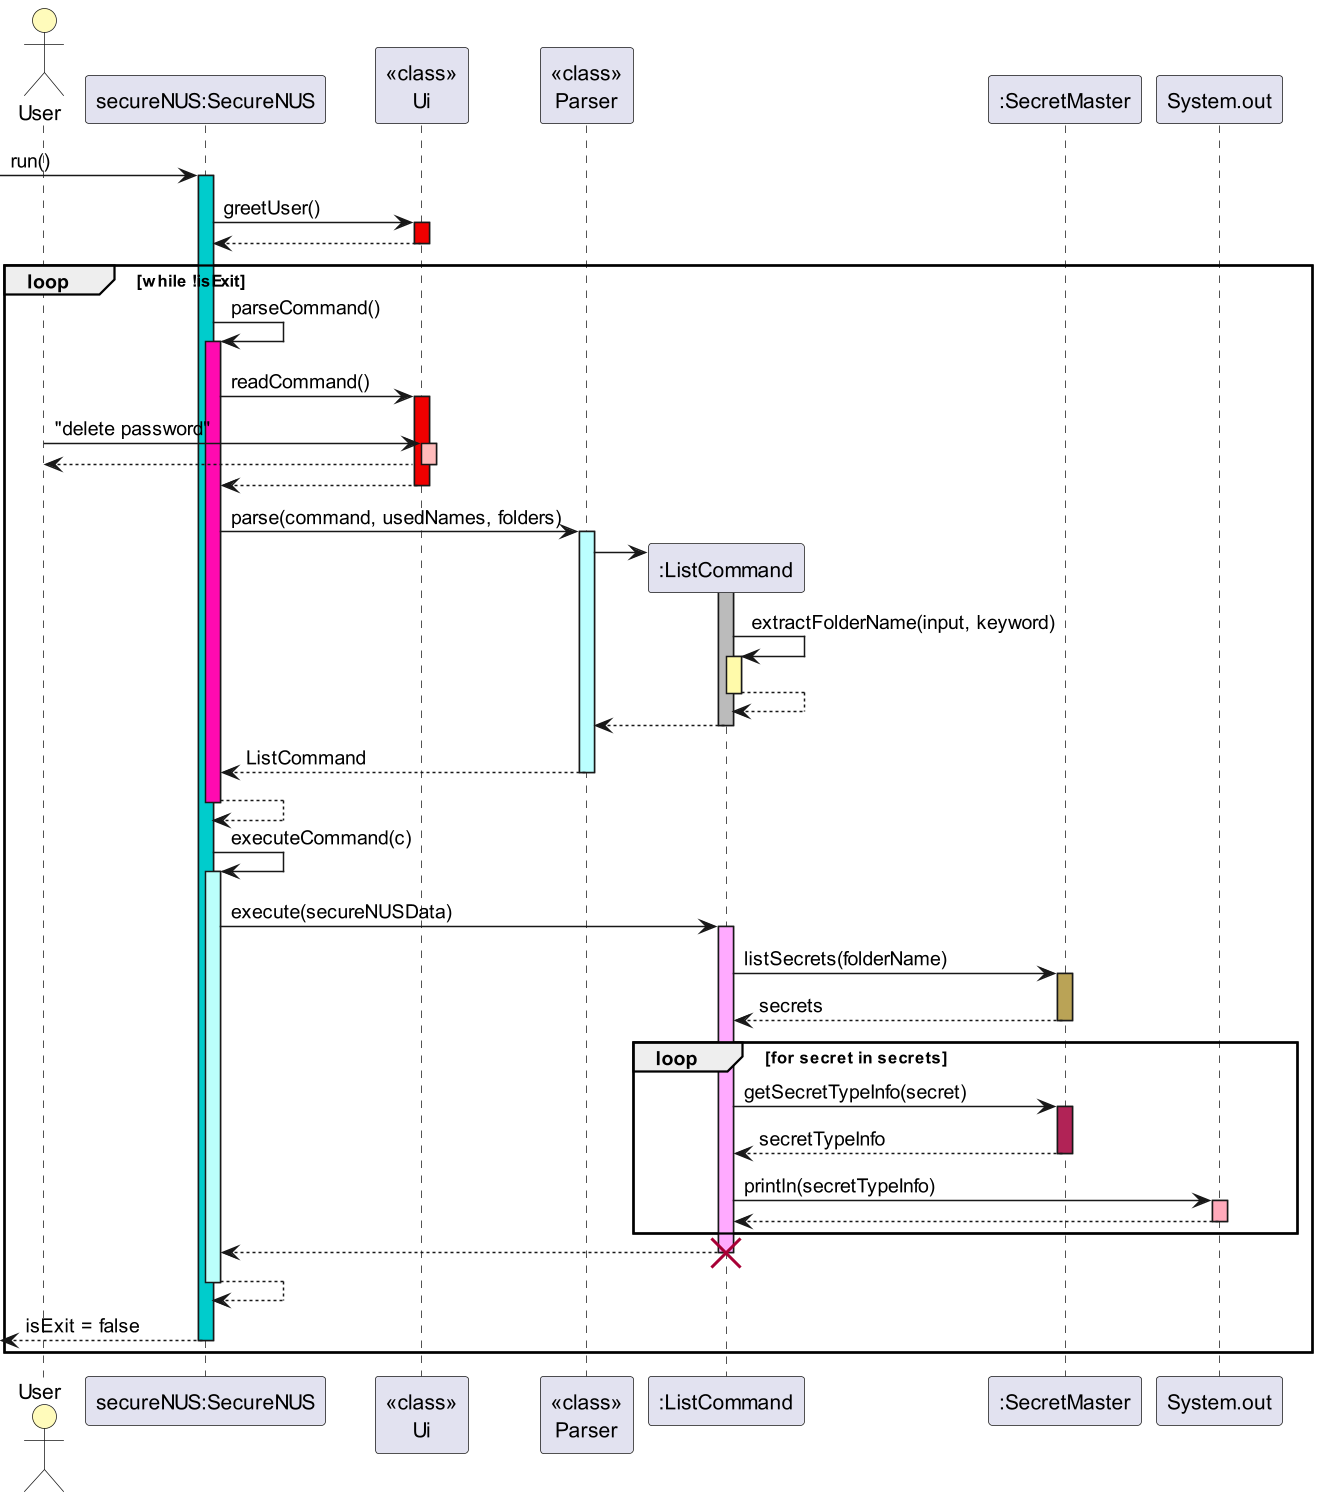 User
secureNUS:SecureNUS
«class»
Ui
«class»
Parser
:SecretMaster
System.out
run()
greetUser()
loop
[while !isExit]
parseCommand()
readCommand()
"delete password"
parse(command, usedNames, folders)
:ListCommand
extractFolderName(input, keyword)
ListCommand
executeCommand(c)
execute(secureNUSData)
listSecrets(folderName)
secrets
loop
[for secret in secrets]
getSecretTypeInfo(secret)
secretTypeInfo
println(secretTypeInfo)
isExit = false
User
secureNUS:SecureNUS
«class»
Ui
«class»
Parser
:ListCommand
:SecretMaster
System.out